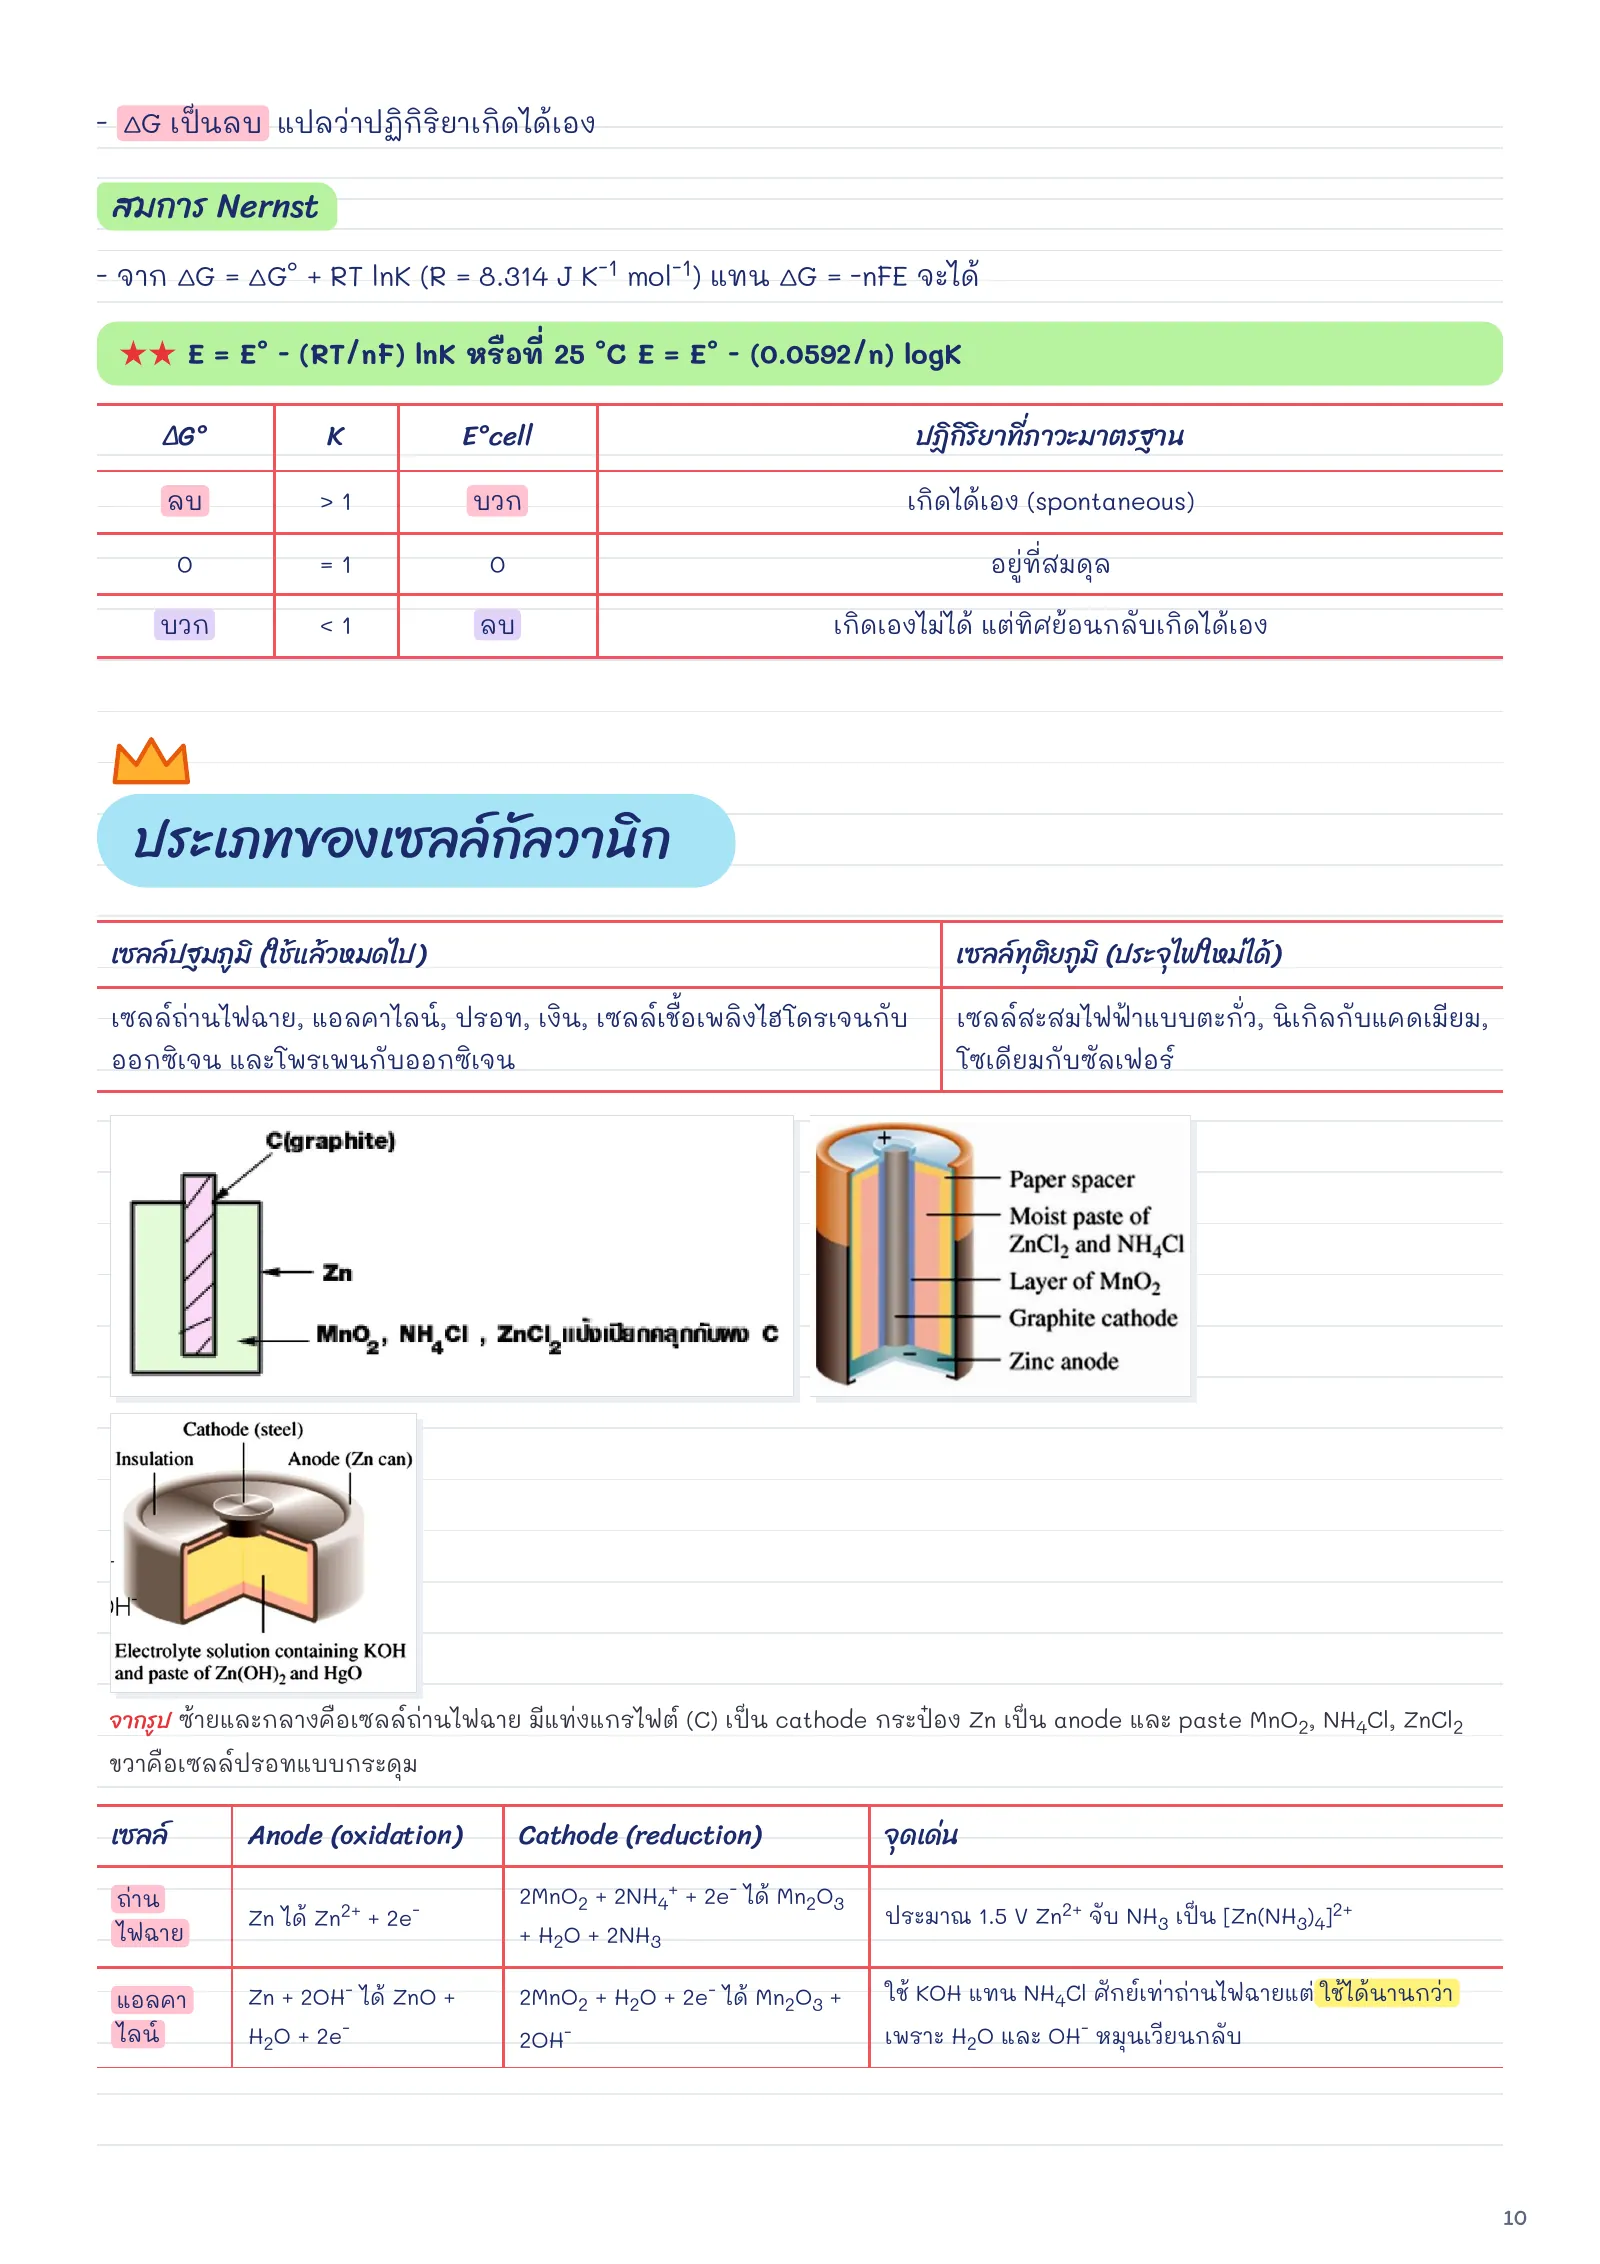 - △G เป็นลบ แปลว่าปฏิกิริยาเกิดได้เอง
สมการ Nernst
- จาก △G = △G° + RT lnK (R = 8.314 J K⁻¹ mol⁻¹) แทน △G = -nFE จะได้
★★ E = E° - (RT/nF) lnK หรือที่ 25 °C E = E° - (0.0592/n) logK
ΔG° K E°cell ปฏิกิริยาที่ภาวะมาตรฐาน
ลบ > 1 บวก เกิดได้เอง (spontaneous)
0 = 1 0 อยู่ที่สมดุล
บวก < 1 ลบ เกิดเองไม่ได้ แต่ทิศย้อนกลับเกิดได้เอง
ประเภทของเซลล์กัลวานิก
เซลล์ปฐมภูมิ (ใช้แล้วหมดไป) เซลล์ทุติยภูมิ (ประจุไฟใหม่ได้)
เซลล์ถ่านไฟฉาย, แอลคาไลน์, ปรอท, เงิน, เซลล์เชื้อเพลิงไฮโดรเจนกับ
ออกซิเจน และโพรเพนกับออกซิเจน
เซลล์สะสมไฟฟ้าแบบตะกั่ว, นิเกิลกับแคดเมียม,
โซเดียมกับซัลเฟอร์
C(graphite)
Zn
MnO₂, NH₄Cl , ZnCl₂แป้งเปียกคลุกกับผง C
+
Paper spacer
Moist paste of
ZnCl₂ and NH₄Cl
Layer of MnO₂
Graphite cathode
−
Zinc anode
Cathode (steel)
Insulation Anode (Zn can)
OH⁻
Electrolyte solution containing KOH
and paste of Zn(OH)₂ and HgO
จากรูป ซ้ายและกลางคือเซลล์ถ่านไฟฉาย มีแท่งแกรไฟต์ (C) เป็น cathode กระป๋อง Zn เป็น anode และ paste MnO₂, NH₄Cl, ZnCl₂
ขวาคือเซลล์ปรอทแบบกระดุม
เซลล์ Anode (oxidation) Cathode (reduction) จุดเด่น
ถ่าน
ไฟฉาย
Zn ได้ Zn²⁺ + 2e⁻
2MnO₂ + 2NH₄⁺ + 2e⁻ ได้ Mn₂O₃
+ H₂O + 2NH₃
ประมาณ 1.5 V Zn²⁺ จับ NH₃ เป็น [Zn(NH₃)₄]²⁺
แอลคา
ไลน์
Zn + 2OH⁻ ได้ ZnO +
H₂O + 2e⁻
2MnO₂ + H₂O + 2e⁻ ได้ Mn₂O₃ +
2OH⁻
ใช้ KOH แทน NH₄Cl ศักย์เท่าถ่านไฟฉายแต่ใช้ได้นานกว่า
เพราะ H₂O และ OH⁻ หมุนเวียนกลับ
10